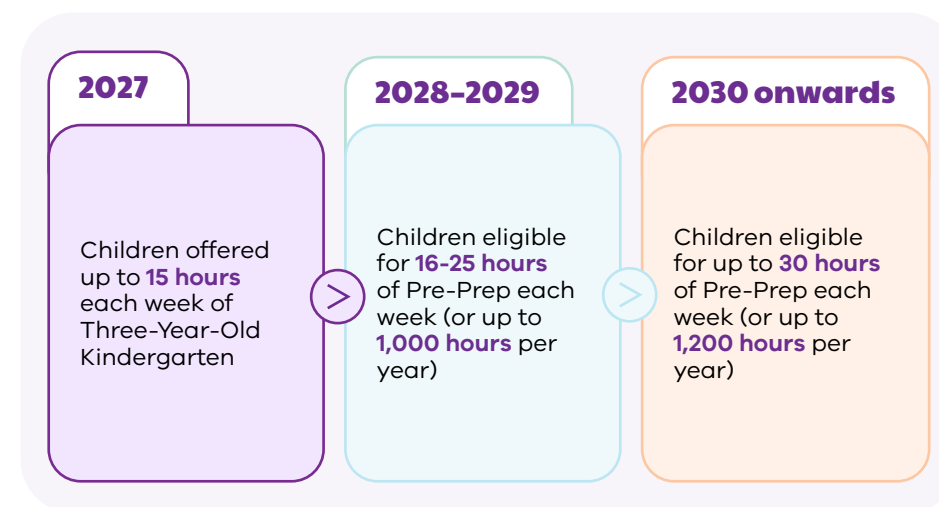 2027
Children offered
up to 15 hours
each week of
Three-Year-Old
Kindergarten
2028–2029
Children eligible
for 16-25 hours
of Pre-Prep each
week (or up to
1,000 hours per
year)
2030 onwards
Children eligible
for up to 30 hours
of Pre-Prep each
week (or up to
1,200 hours per
year)